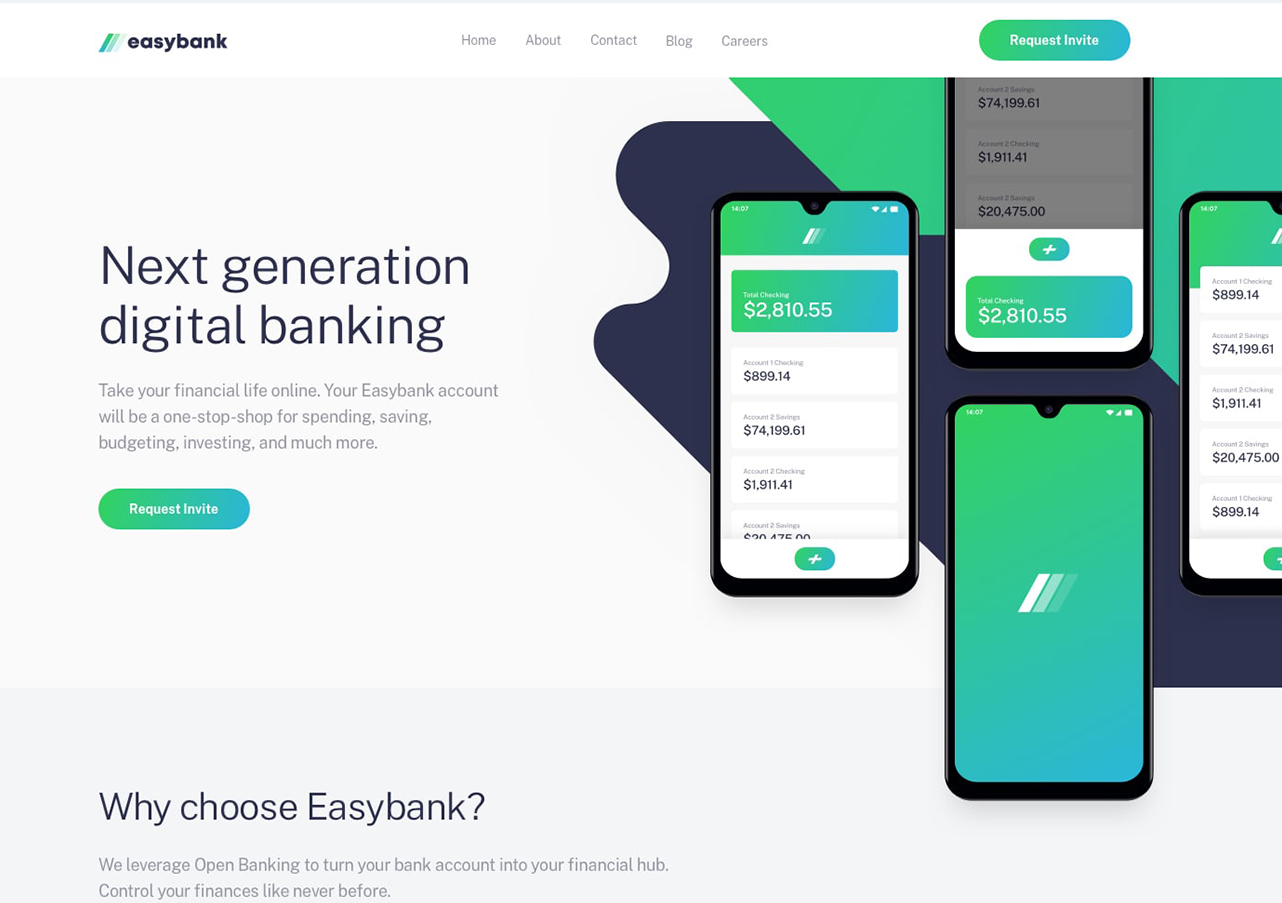 easybank
Home
About
Contact
Blog
Careers
Request Invite
Next generation
digital banking
Take your financial life online. Your Easybank account
will be a one-stop-shop for spending, saving,
budgeting, investing, and much more.
Request Invite
14:07
Total Checking
$2,810.55
Account 1 Checking
$899.14
Account 2 Savings
$74,199.61
Account 2 Checking
$1,911.41
Account 2 Savings
$20,475.00
Account 2 Savings
$74,199.61
Account 2 Checking
$1,911.41
Account 2 Savings
$20,475.00
Total Checking
$2,810.55
14:07
14:07
Account 1 Checking
$899.14
Account 2 Savings
$74,199.61
Account 2 Checking
$1,911.41
Account 2 Savings
$20,475.00
Account 1 Checking
$899.14
Why choose Easybank?
We leverage Open Banking to turn your bank account into your financial hub.
Control your finances like never before.